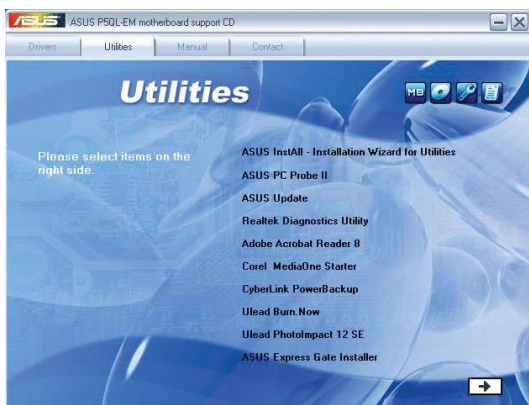 ASUS ASUS P5QL-EM motherboard support CD
Drivers Utilities Manual Contact
Utilities
MB
Please select items on the
right side.
ASUS InstAll - Installation Wizard for Utilities
ASUS PC Probe II
ASUS Update
Realtek Diagnostics Utility
Adobe Acrobat Reader 8
Corel MediaOne Starter
CyberLink PowerBackup
Ulead Burn.Now
Ulead PhotoImpact 12 SE
ASUS Express Gate Installer